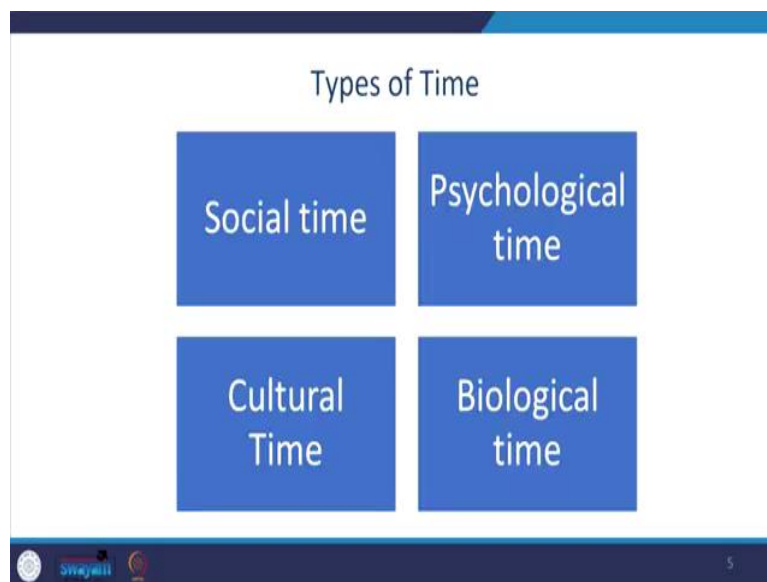 Types of Time
Social time
Psychological
time
Cultural
Time
Biological
time
swayam
5